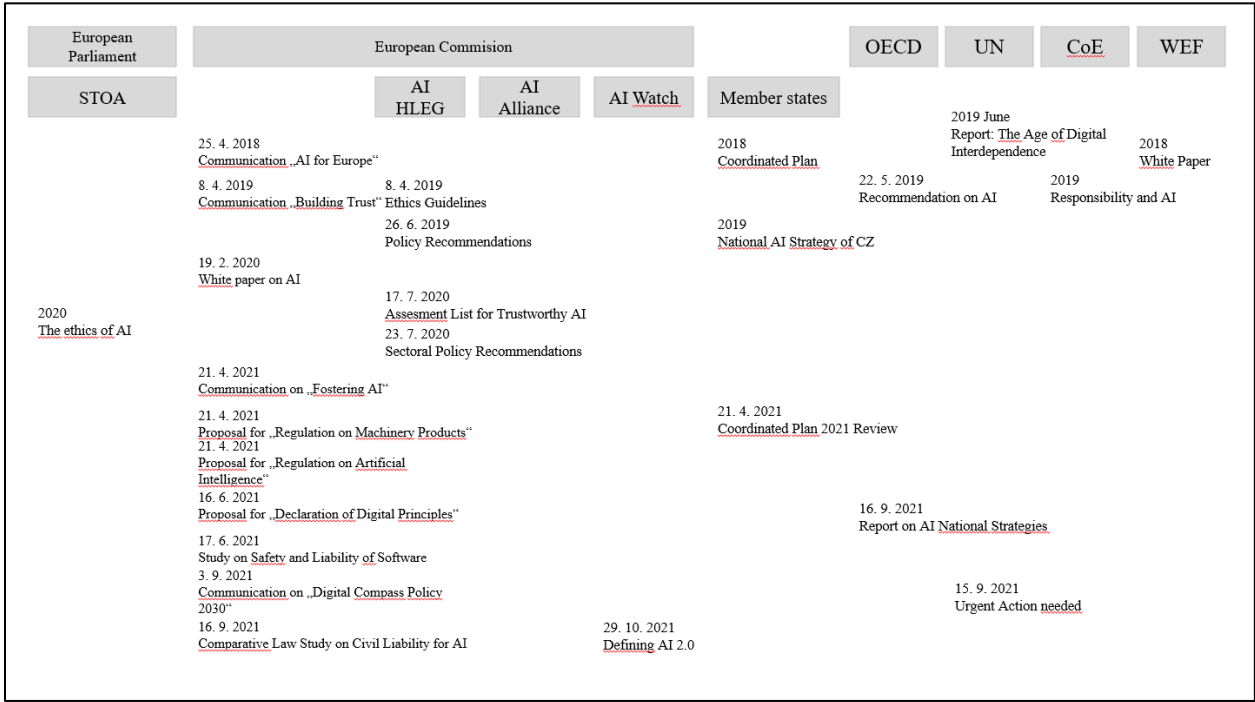 European
Parliament
European Commision
OECD
UN
CoE
WEF
STOA
AI
HLEG
AI
Alliance
AI Watch
Member states
2019 June
Report: The Age of Digital
Interdependence
25. 4. 2018
Communication „AI for Europe“
2018
Coordinated Plan
2018
White Paper
8. 4. 2019
Communication „Building Trust“
8. 4. 2019
Ethics Guidelines
22. 5. 2019
Recommendation on AI
2019
Responsibility and AI
26. 6. 2019
Policy Recommendations
2019
National AI Strategy of CZ
19. 2. 2020
White paper on AI
2020
The ethics of AI
17. 7. 2020
Assesment List for Trustworthy AI
23. 7. 2020
Sectoral Policy Recommendations
21. 4. 2021
Communication on „Fostering AI“
21. 4. 2021
Proposal for „Regulation on Machinery Products“
21. 4. 2021
Coordinated Plan 2021 Review
21. 4. 2021
Proposal for „Regulation on Artificial
Intelligence“
16. 6. 2021
Proposal for „Declaration of Digital Principles“
16. 9. 2021
Report on AI National Strategies
17. 6. 2021
Study on Safety and Liability of Software
3. 9. 2021
Communication on „Digital Compass Policy
2030“
15. 9. 2021
Urgent Action needed
16. 9. 2021
Comparative Law Study on Civil Liability for AI
29. 10. 2021
Defining AI 2.0